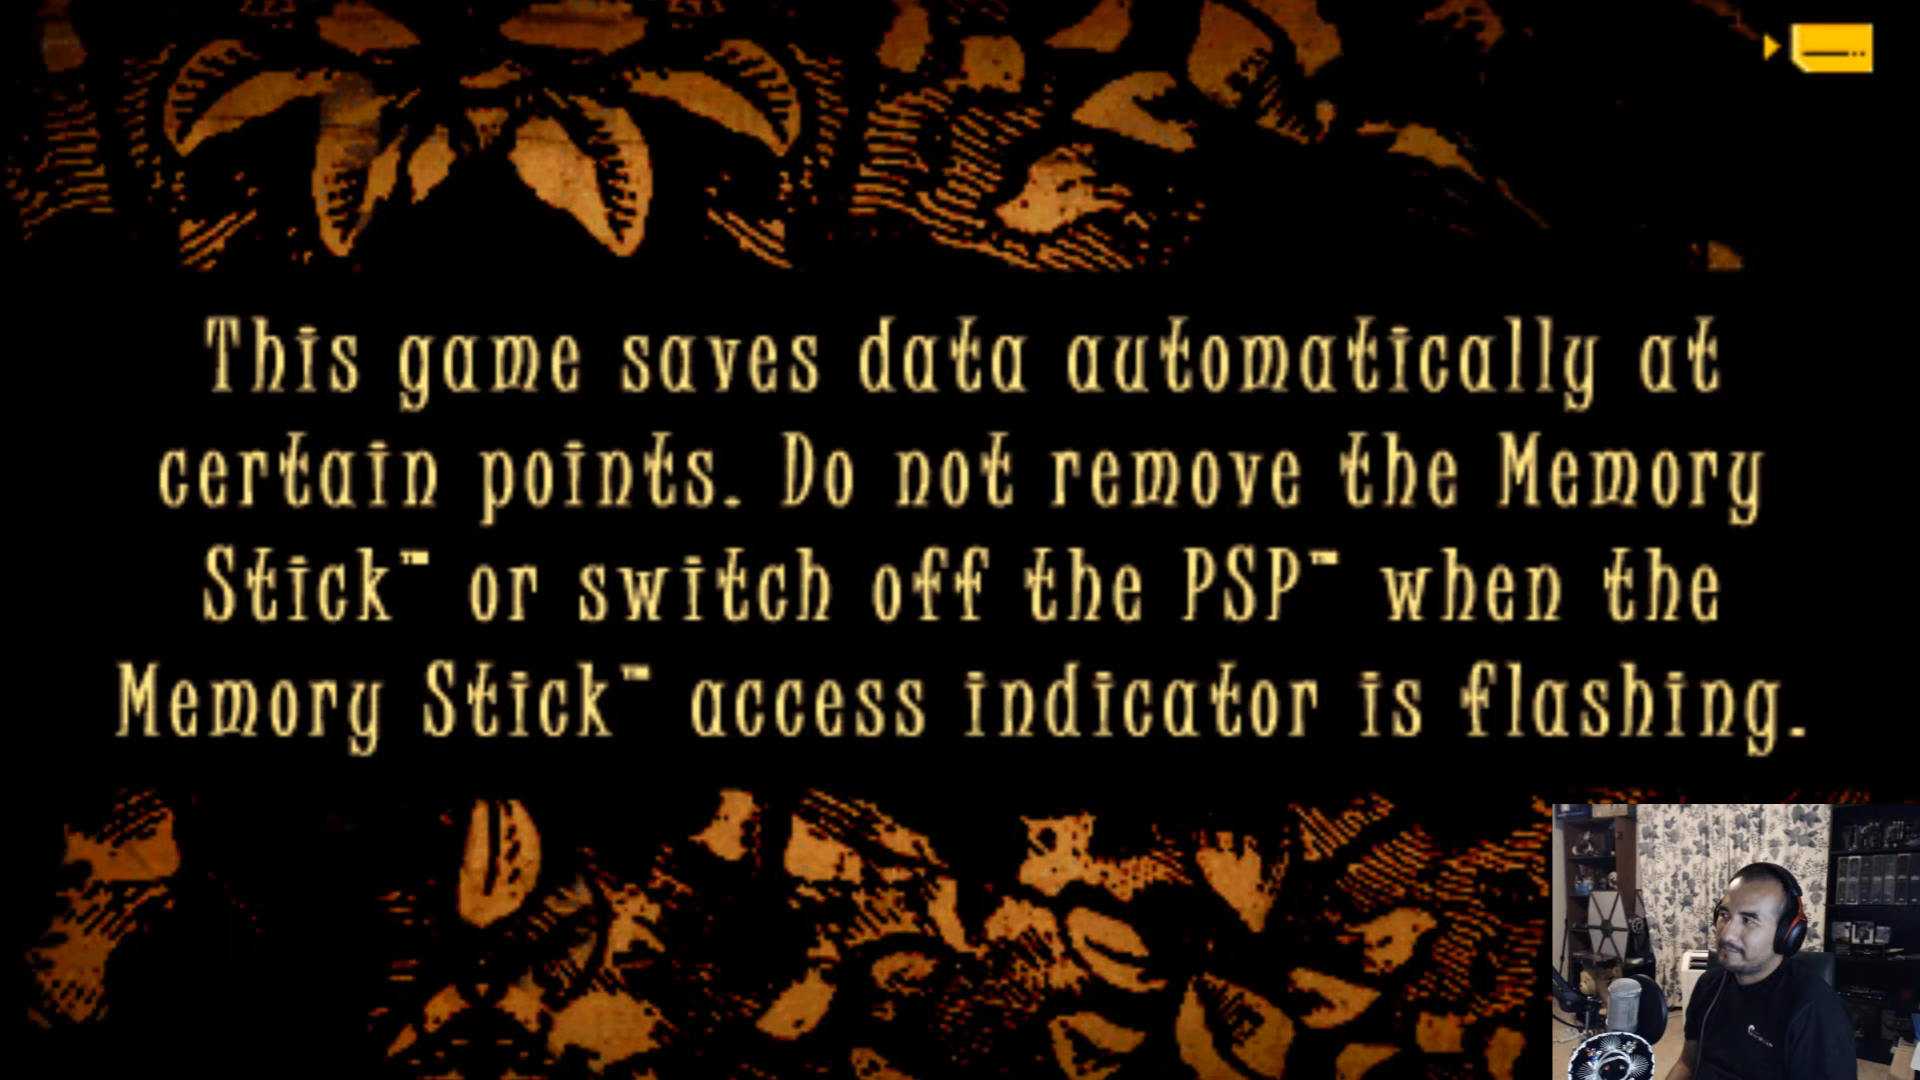 This game saves data automatically at
certain points. Do not remove the Memory
Stick™ or switch off the PSP™ when the
Memory Stick™ access indicator is flashing.